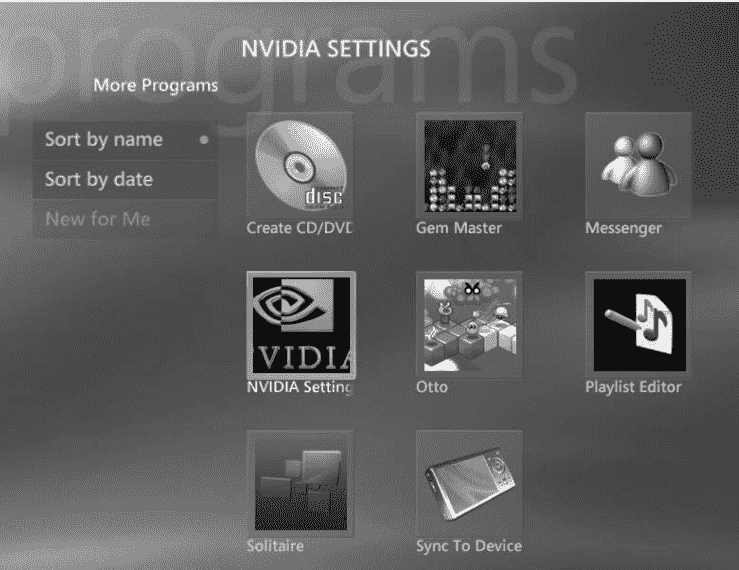 programs
NVIDIA SETTINGS
More Programs
Sort by name
Sort by date
New for Me
disc
Create CD/DVD
Gem Master
Messenger
VIDIA
NVIDIA Setting
Otto
Playlist Editor
Solitaire
Sync To Device